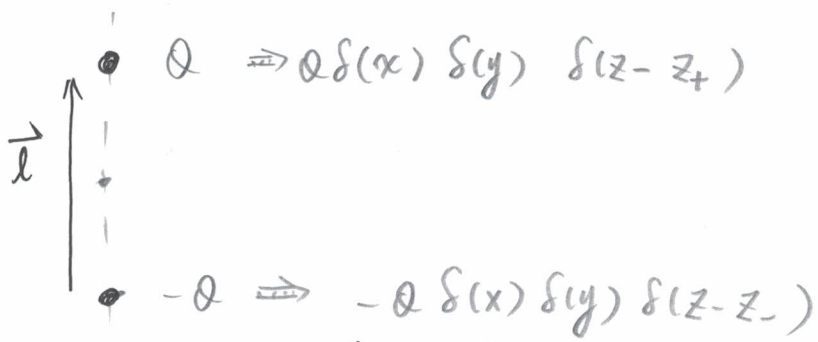 Q ⇒ Qδ(x) δ(y) δ(z - z₊)
l⃗
-Q ⇒ -Q δ(x) δ(y) δ(z - z₋)